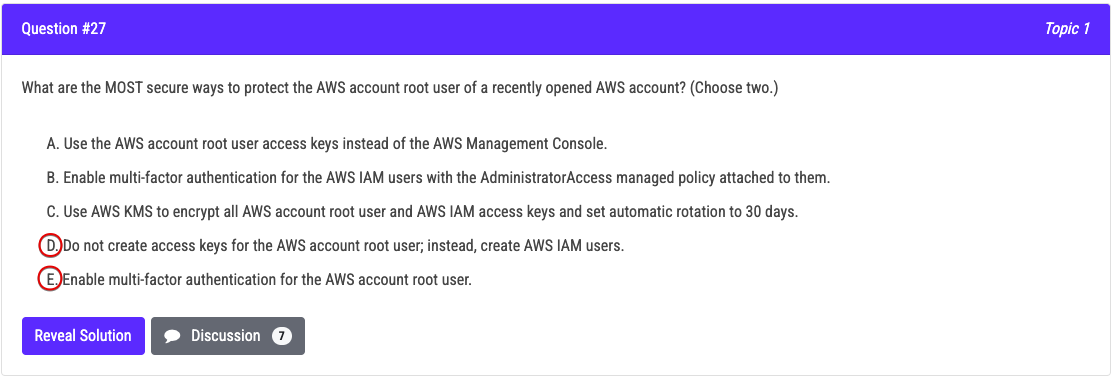 Question #27
Topic 1
What are the MOST secure ways to protect the AWS account root user of a recently opened AWS account? (Choose two.)
A. Use the AWS account root user access keys instead of the AWS Management Console.
B. Enable multi-factor authentication for the AWS IAM users with the AdministratorAccess managed policy attached to them.
C. Use AWS KMS to encrypt all AWS account root user and AWS IAM access keys and set automatic rotation to 30 days.
D. Do not create access keys for the AWS account root user; instead, create AWS IAM users.
E. Enable multi-factor authentication for the AWS account root user.
Reveal Solution
Discussion 7